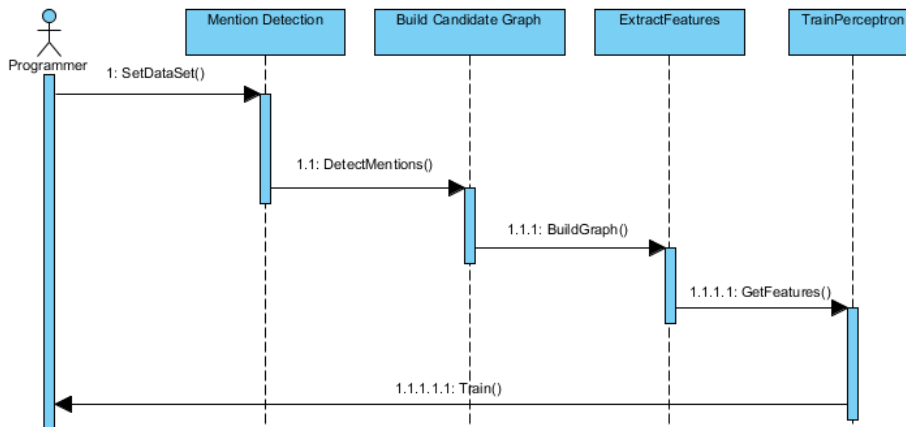 Mention Detection
Build Candidate Graph
ExtractFeatures
TrainPerceptron
Programmer
1: SetDataSet()
1.1: DetectMentions()
1.1.1: BuildGraph()
1.1.1.1: GetFeatures()
1.1.1.1.1: Train()